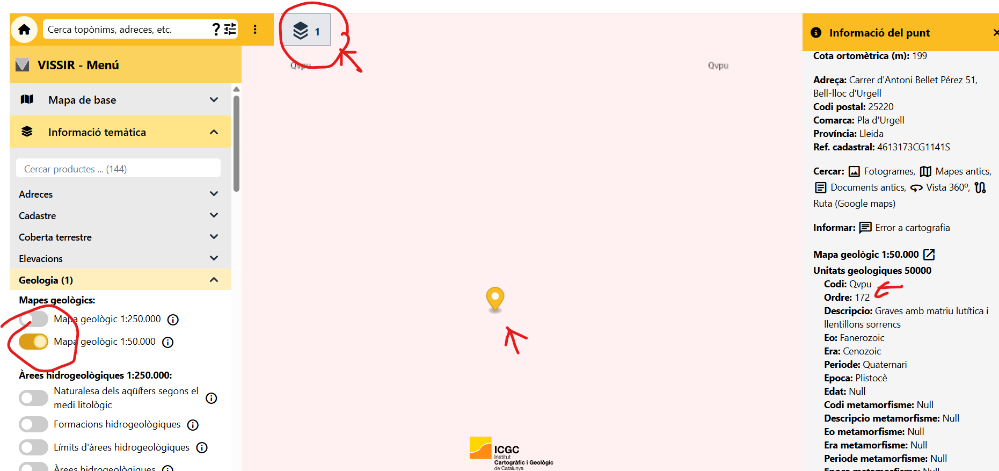 Cerca topònims, adreces, etc.
?
1
VISSIR - Menú
Mapa de base
Informació temàtica
Cercar productes ... (144)
Adreces
Cadastre
Coberta terrestre
Elevacions
Geologia (1)
Mapes geològics:
Mapa geològic 1:250.000
Mapa geològic 1:50.000
Àrees hidrogeològiques 1:250.000:
Naturalesa dels aqüífers segons el
medi litològic
Formacions hidrogeològiques
Límits d'àrees hidrogeològiques
Àrees hidrogeològiques
Qvpu
Qvpu
ICGC
Institut
Cartogràfic i Geològic
de Catalunya
Informació del punt
Cota ortomètrica (m): 199
Adreça: Carrer d'Antoni Bellet Pérez 51,
Bell-lloc d'Urgell
Codi postal: 25220
Comarca: Pla d'Urgell
Província: Lleida
Ref. cadastral: 4613173CG1141S
Cercar: Fotogrames, Mapes antics,
Documents antics, Vista 360º,
Ruta (Google maps)
Informar: Error a cartografia
Mapa geològic 1:50.000
Unitats geologiques 50000
Codi: Qvpu
Ordre: 172
Descripcio: Graves amb matriu lutítica i
llentillons sorrencs
Eo: Fanerozoic
Era: Cenozoic
Periode: Quaternari
Epoca: Plistocè
Edat: Null
Codi metamorfisme: Null
Descripcio metamorfisme: Null
Eo metamorfisme: Null
Era metamorfisme: Null
Periode metamorfisme: Null
Epoca metamorfisme: Null